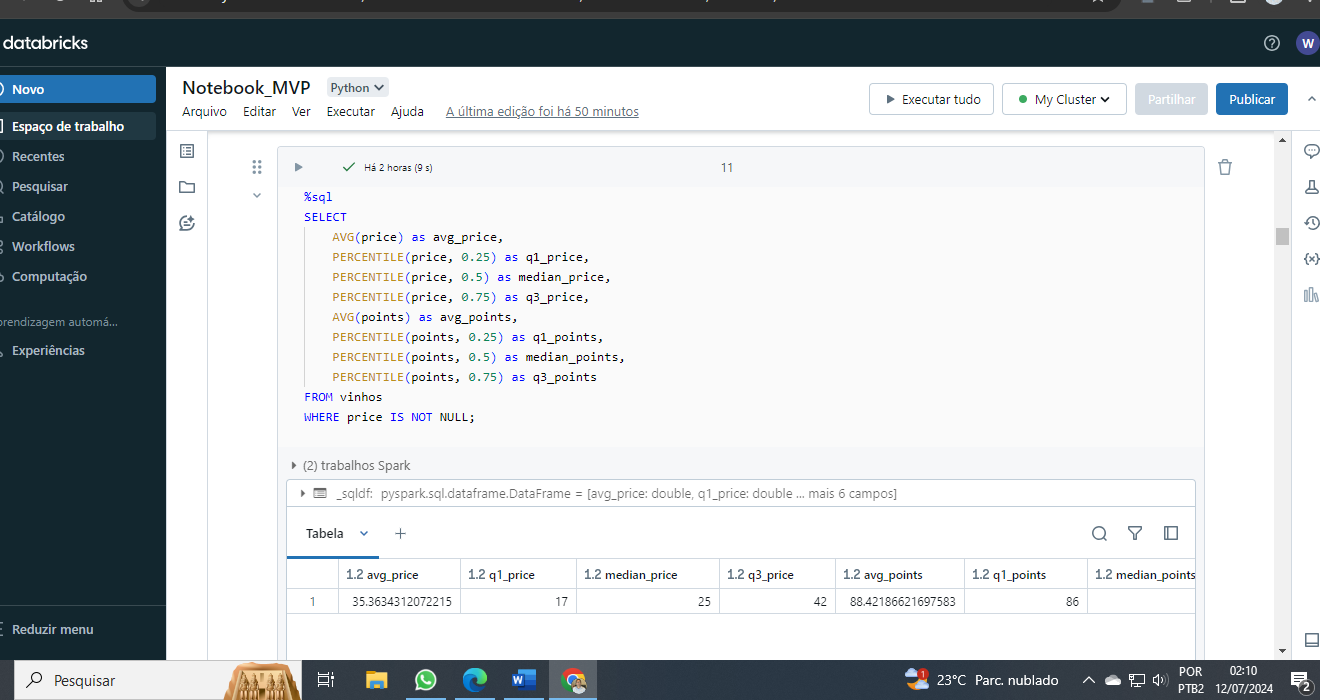 databricks
W
Novo
Espaço de trabalho
Recentes
Pesquisar
Catálogo
Workflows
Computação
Experiências
Reduzir menu
Notebook_MVP Python
Arquivo Editar Ver Executar Ajuda A última edição foi há 50 minutos
Executar tudo My Cluster Partilhar Publicar
Há 2 horas (9 s) 11
%sql
SELECT
AVG(price) as avg_price,
PERCENTILE(price, 0.25) as q1_price,
PERCENTILE(price, 0.5) as median_price,
PERCENTILE(price, 0.75) as q3_price,
AVG(points) as avg_points,
PERCENTILE(points, 0.25) as q1_points,
PERCENTILE(points, 0.5) as median_points,
PERCENTILE(points, 0.75) as q3_points
FROM vinhos
WHERE price IS NOT NULL;
(2) trabalhos Spark
_sqldf: pyspark.sql.dataframe.DataFrame = [avg_price: double, q1_price: double ... mais 6 campos]
Tabela +
1.2 avg_price 1.2 q1_price 1.2 median_price 1.2 q3_price 1.2 avg_points 1.2 q1_points 1.2 median_points
1 35.3634312072215 17 25 42 88.42186621697583 86
Pesquisar
1 23°C Parc. nublado
POR
PTB2
02:10
12/07/2024
2